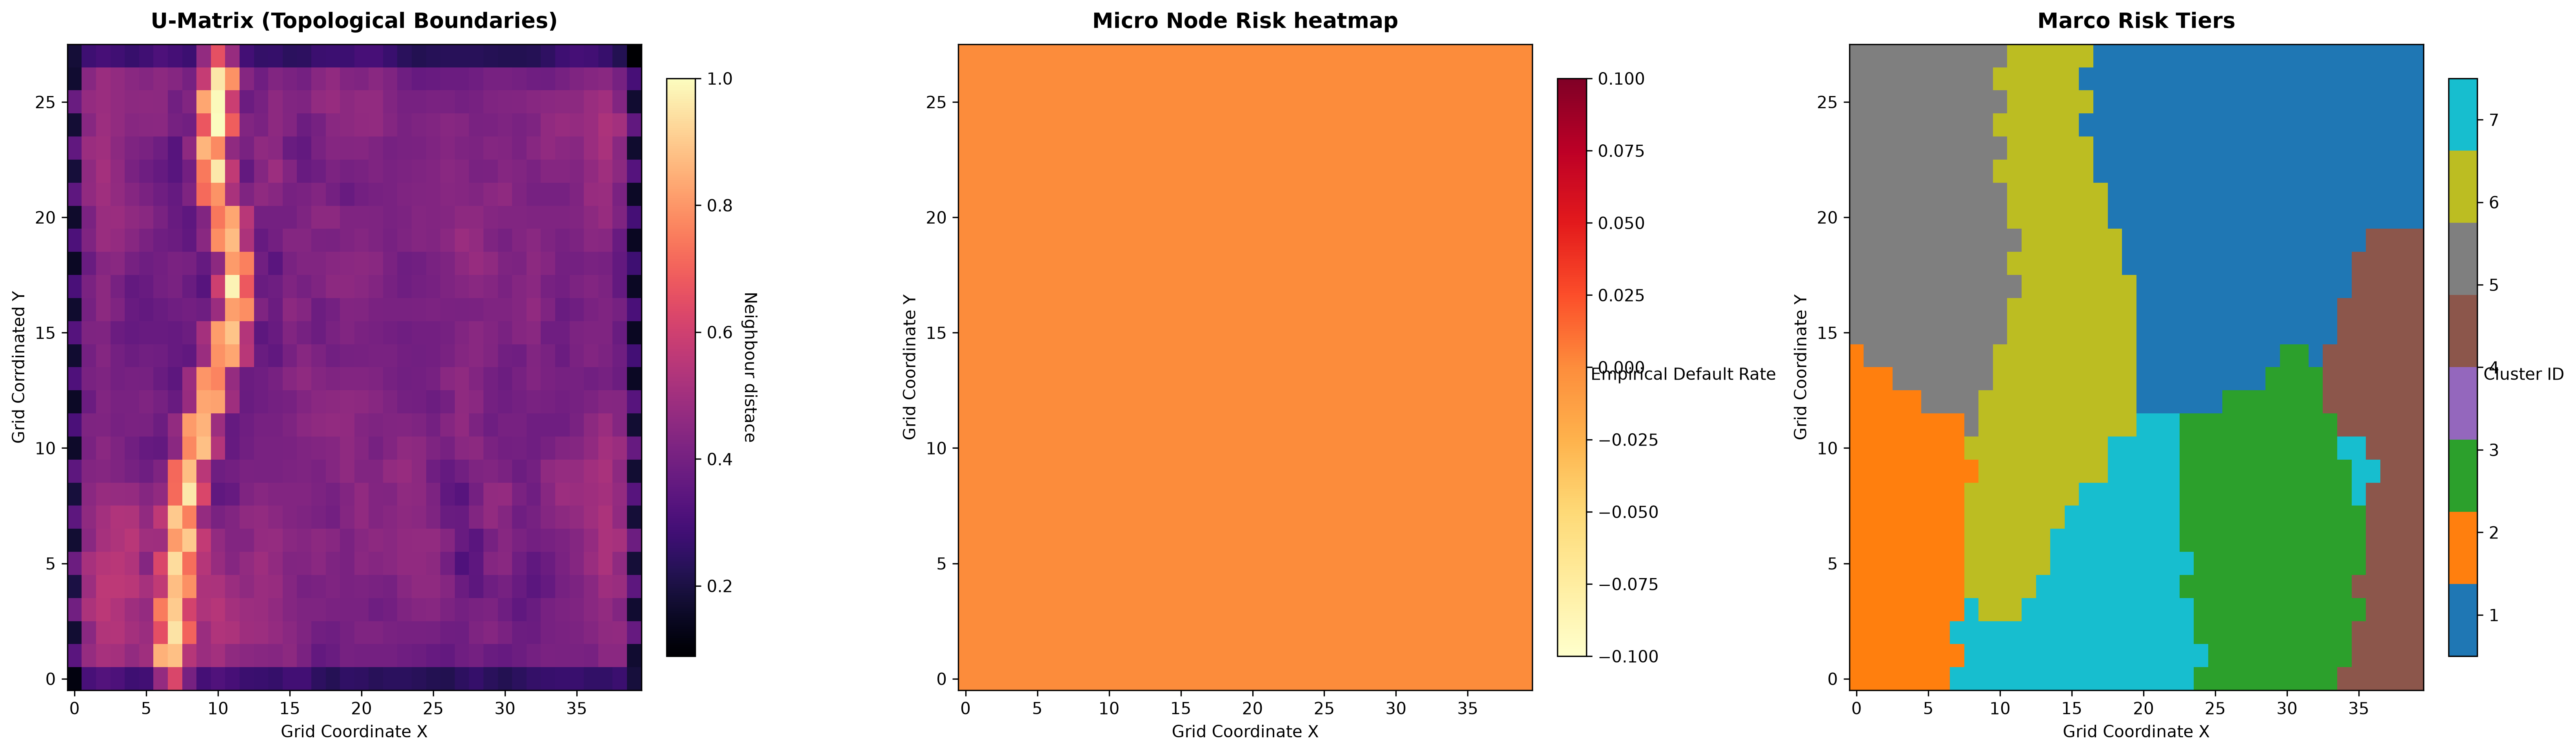 U-Matrix (Topological Boundaries)
25
20
15
10
5
0
0 5 10 15 20 25 30 35
Grid Corrdinated Y
Grid Coordinate X
1.0
0.8
0.6
0.4
0.2
Neighbour distace
Micro Node Risk heatmap
25
20
15
10
5
0
0 5 10 15 20 25 30 35
Grid Coordinate Y
Grid Coordinate X
0.100
0.075
0.050
0.025
0.000
−0.025
−0.050
−0.075
−0.100
Empirical Default Rate
Marco Risk Tiers
25
20
15
10
5
0
0 5 10 15 20 25 30 35
Grid Coordinate Y
Grid Coordinate X
7
6
5
4
3
2
1
Cluster ID